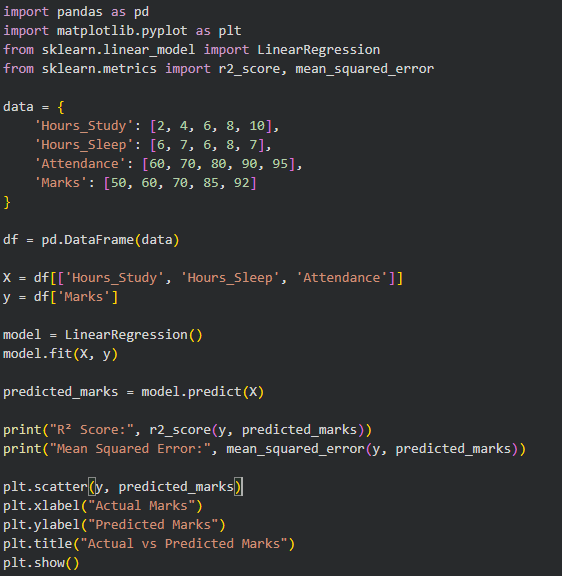 import pandas as pd
import matplotlib.pyplot as plt
from sklearn.linear_model import LinearRegression
from sklearn.metrics import r2_score, mean_squared_error

data = {
    'Hours_Study': [2, 4, 6, 8, 10],
    'Hours_Sleep': [6, 7, 6, 8, 7],
    'Attendance': [60, 70, 80, 90, 95],
    'Marks': [50, 60, 70, 85, 92]
}

df = pd.DataFrame(data)

X = df[['Hours_Study', 'Hours_Sleep', 'Attendance']]
y = df['Marks']

model = LinearRegression()
model.fit(X, y)

predicted_marks = model.predict(X)

print("R² Score:", r2_score(y, predicted_marks))
print("Mean Squared Error:", mean_squared_error(y, predicted_marks))

plt.scatter(y, predicted_marks)
plt.xlabel("Actual Marks")
plt.ylabel("Predicted Marks")
plt.title("Actual vs Predicted Marks")
plt.show()